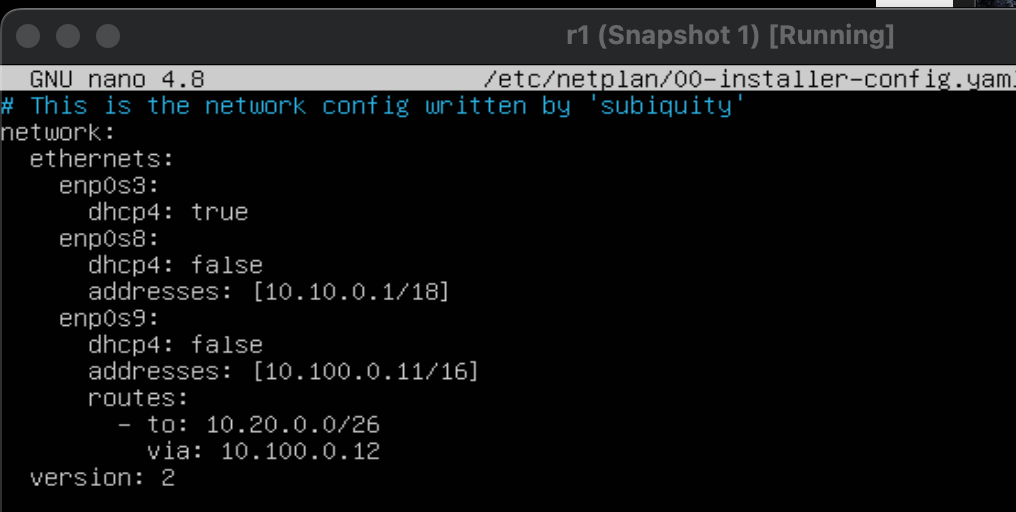 r1 (Snapshot 1) [Running]
GNU nano 4.8 /etc/netplan/00-installer-config.yaml
# This is the network config written by 'subiquity'
network:
  ethernets:
    enp0s3:
      dhcp4: true
    enp0s8:
      dhcp4: false
      addresses: [10.10.0.1/18]
    enp0s9:
      dhcp4: false
      addresses: [10.100.0.11/16]
      routes:
        - to: 10.20.0.0/26
          via: 10.100.0.12
  version: 2